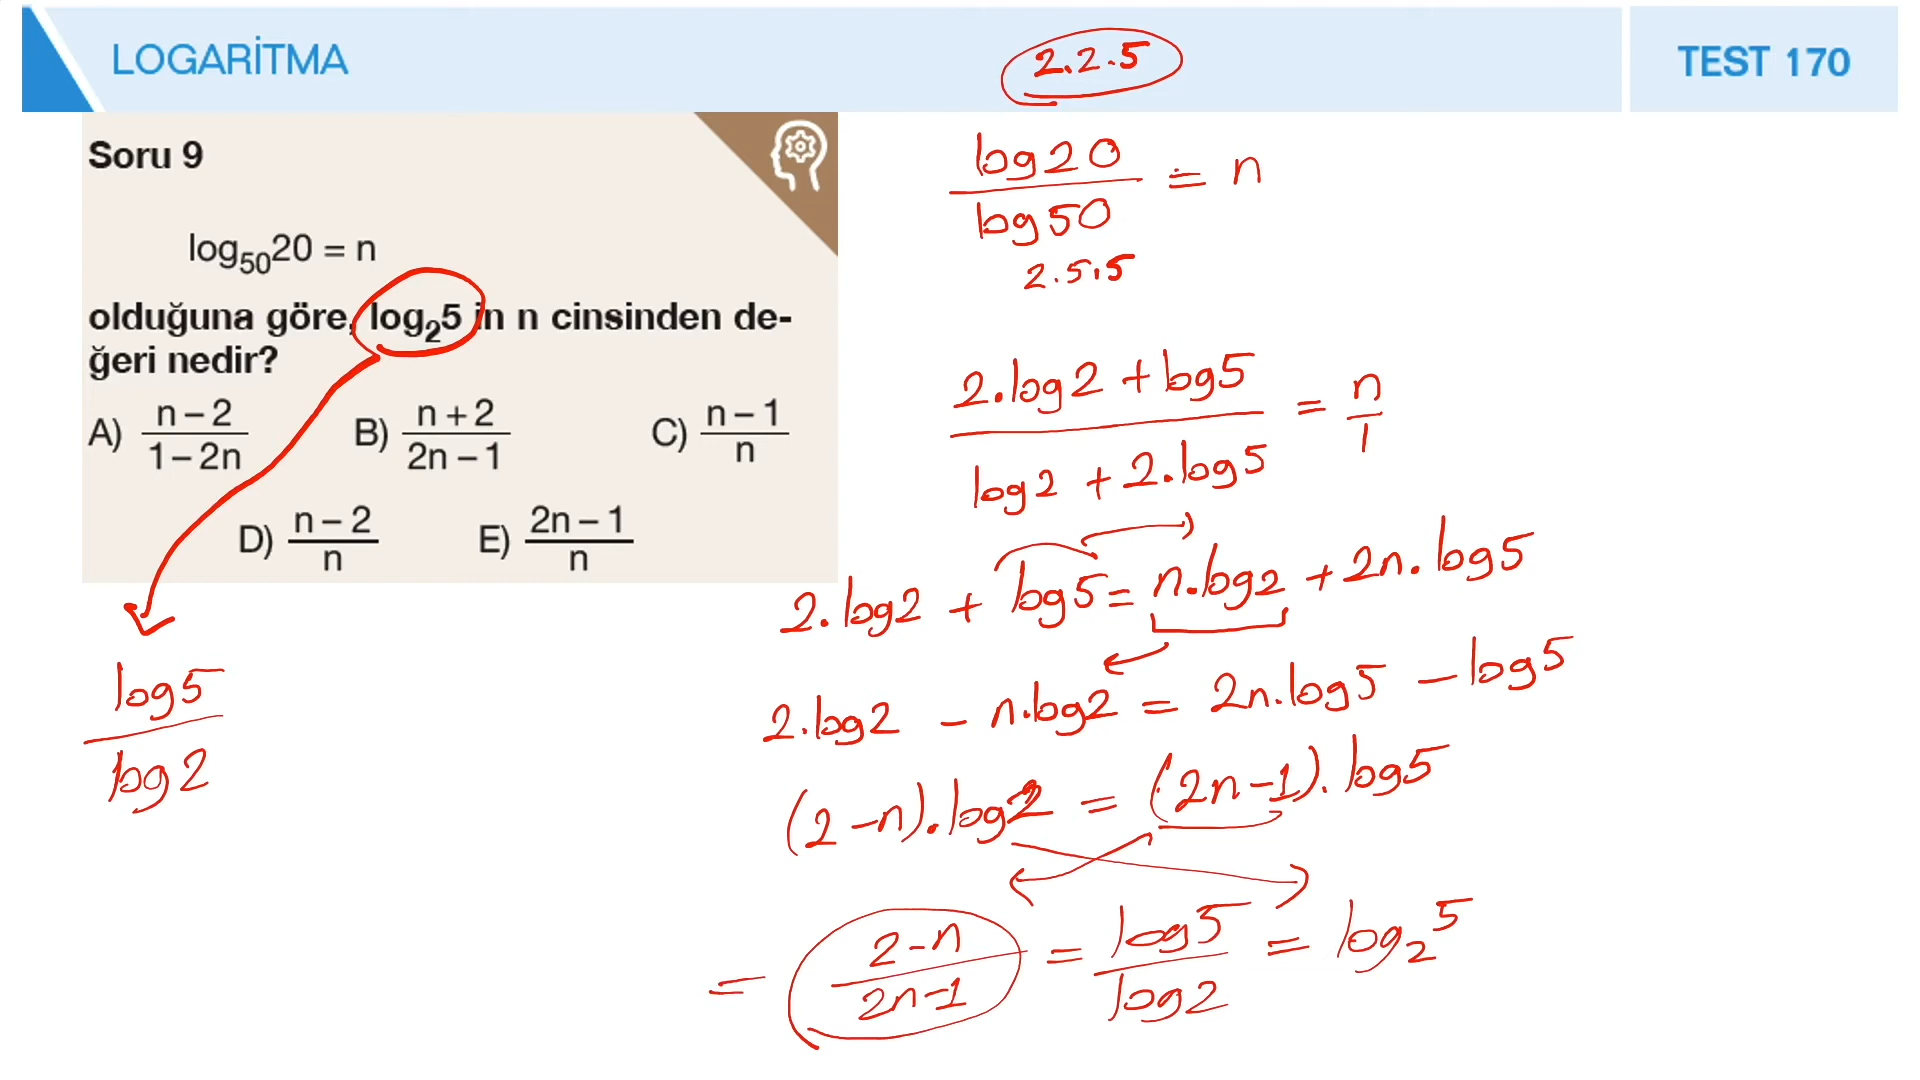 LOGARİTMA
TEST 170
Soru 9
log₅₀20 = n
olduğuna göre, log₂5 in n cinsinden de-
ğeri nedir?
A) (n – 2)/(1 – 2n) B) (n + 2)/(2n – 1) C) (n – 1)/n
D) (n – 2)/n E) (2n – 1)/n
log5/log2
2.2.5
log20/log50 = n
2.5.5
(2.log2 + log5)/(log2 + 2.log5) = n/1
2.log2 + log5 = n.log2 + 2n.log5
2.log2 – n.log2 = 2n.log5 – log5
(2–n).log2 = (2n–1).log5
= (2–n)/(2n–1) = log5/log2 = log₂5